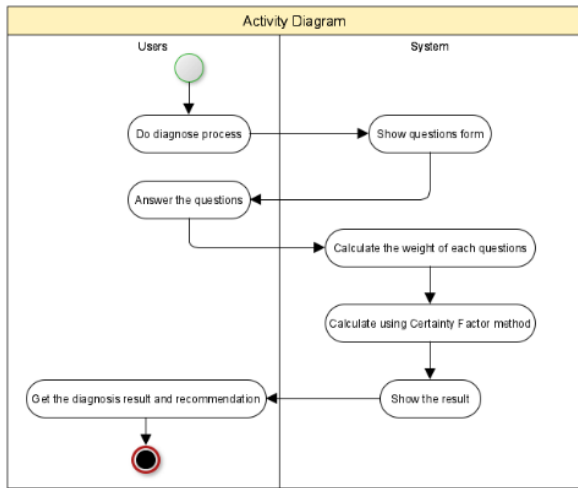 Activity Diagram
Users
System
Do diagnose process
Show questions form
Answer the questions
Calculate the weight of each questions
Calculate using Certainty Factor method
Get the diagnosis result and recommendation
Show the result